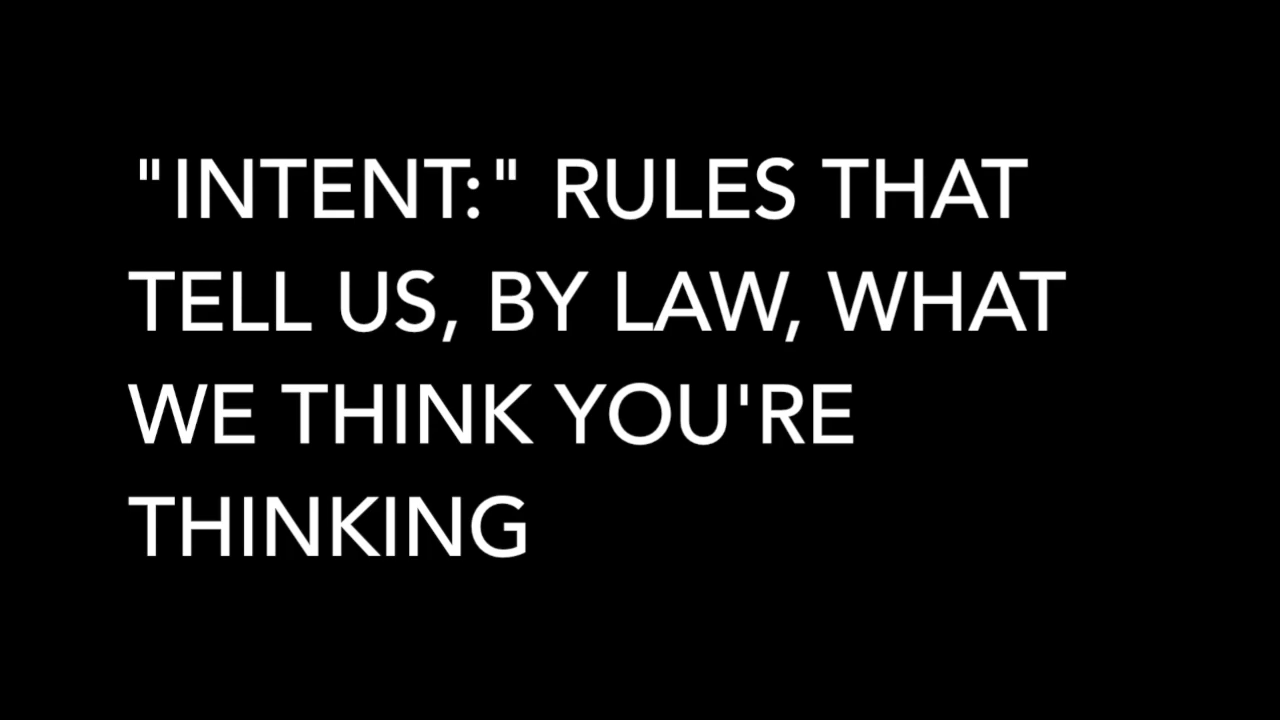 "INTENT:" RULES THAT
TELL US, BY LAW, WHAT
WE THINK YOU'RE
THINKING